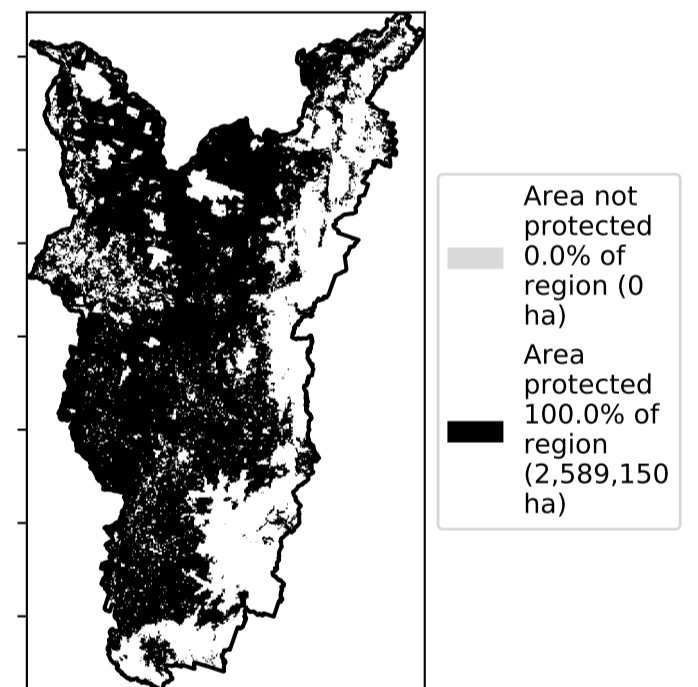 Area not
protected
0.0% of
region (0
ha)
Area
protected
100.0% of
region
(2,589,150
ha)